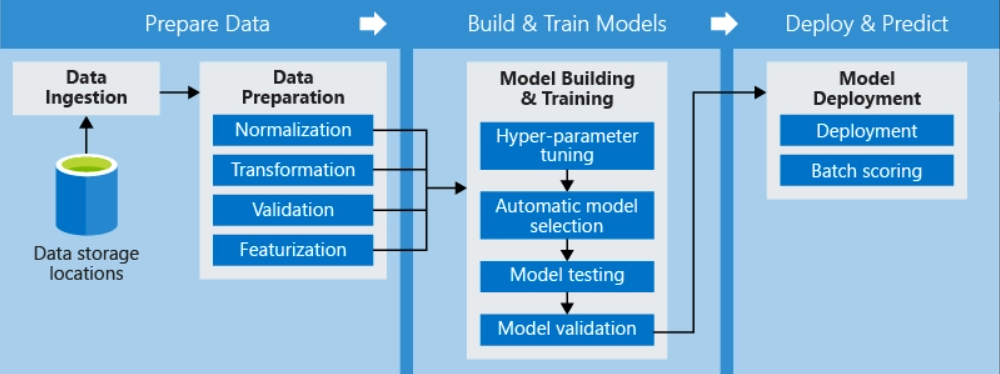 Prepare Data
Build & Train Models
Deploy & Predict
Data
Ingestion
Data storage
locations
Data
Preparation
Normalization
Transformation
Validation
Featurization
Model Building
& Training
Hyper-parameter
tuning
Automatic model
selection
Model testing
Model validation
Model
Deployment
Deployment
Batch scoring